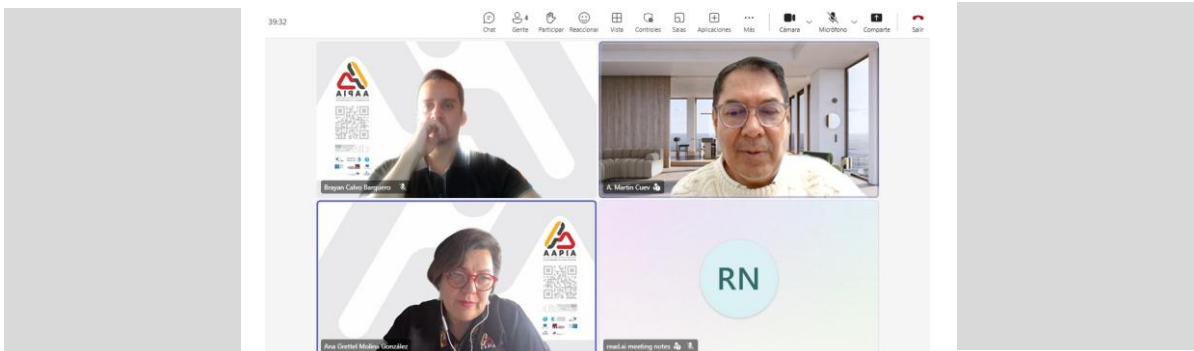 39:32
Chat Gente 4 Participar Reaccionar Vista Controles Salas Aplicaciones Más Cámara Micrófono Comparte Salir
AAPIA
Brayan Calvo Barquero
A. Martin Cuev
AAPIA
Ana Grettel Molina González
RN
read.ai meeting notes